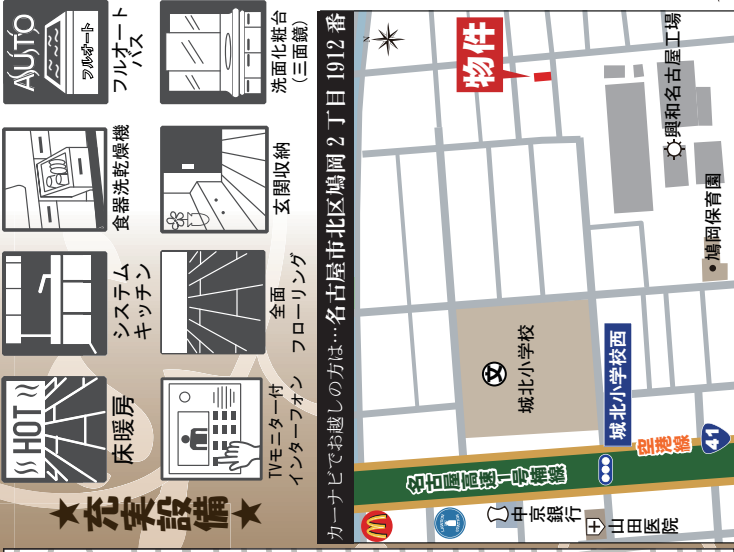 ★充実設備★
HOT
床暖房
システム
キッチン
食器洗乾燥機
AUTO
フルオート
フルオート
バス
TVモニター付
インターフォン
全面
フローリング
玄関収納
洗面化粧台
(三面鏡)
カーナビでお越しの方は…名古屋市北区鳩岡2丁目1912番
N
物件
興和名古屋工場
鳩岡保育園
文
城北小学校
城北小学校西
名古屋高速1号楠線
空港線
41
M
中京
銀行
山田医院